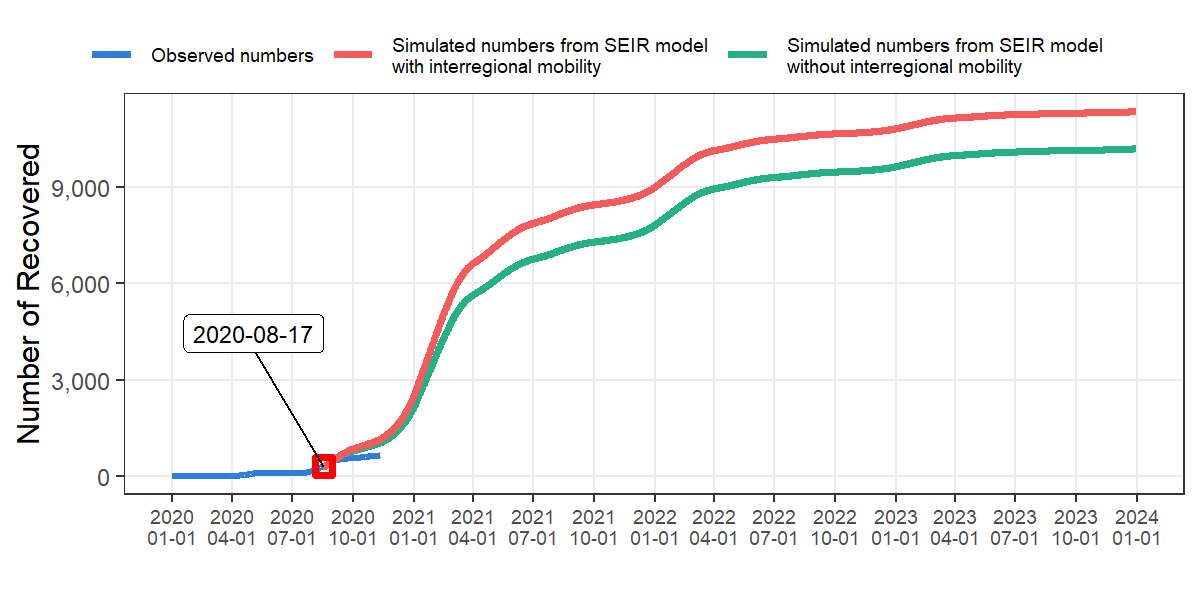 Observed numbers
Simulated numbers from SEIR model
with interregional mobility
Simulated numbers from SEIR model
without interregional mobility
Number of Recovered
9,000
6,000
3,000
0
2020-08-17
2020 2020 2020 2020 2021 2021 2021 2021 2022 2022 2022 2022 2023 2023 2023 2023 2024
01-01 04-01 07-01 10-01 01-01 04-01 07-01 10-01 01-01 04-01 07-01 10-01 01-01 04-01 07-01 10-01 01-01